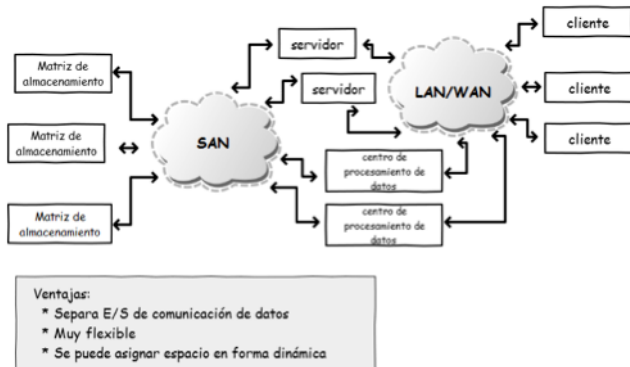 cliente
servidor
Matriz de
almacenamiento
LAN/WAN
servidor
cliente
Matriz de
almacenamiento
SAN
cliente
centro de
procesamiento de
datos
Matriz de
almacenamiento
centro de
procesamiento de
datos
Ventajas:
* Separa E/S de comunicación de datos
* Muy flexible
* Se puede asignar espacio en forma dinámica